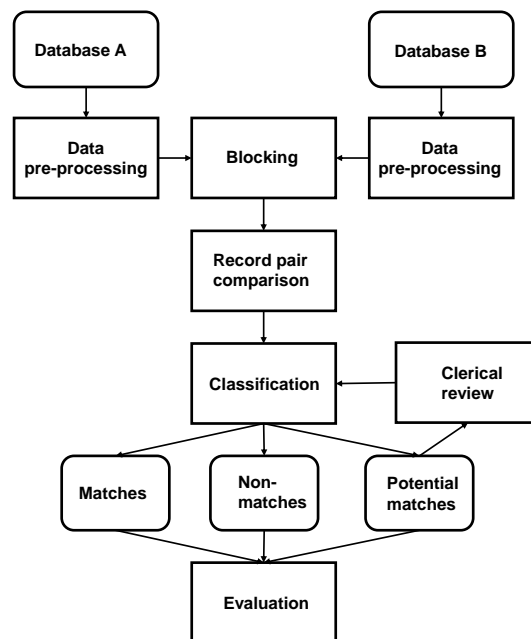 Database A
Database B
Data
pre-processing
Blocking
Data
pre-processing
Record pair
comparison
Classification
Clerical
review
Matches
Non-
matches
Potential
matches
Evaluation